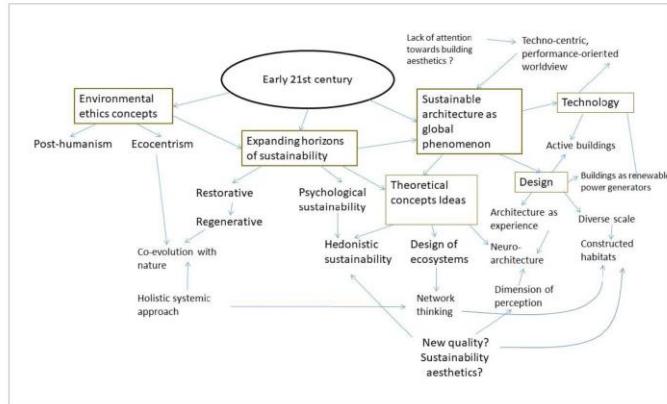 Lack of attention
towards building
aesthetics ?
Techno-centric,
performance-oriented
worldview
Early 21st century
Environmental
ethics concepts
Sustainable
architecture as
global
phenomenon
Technology
Post-humanism
Ecocentrism
Expanding horizons
of sustainability
Active buildings
Restorative
Psychological
sustainability
Theoretical
concepts Ideas
Design
Buildings as renewable
power generators
Regenerative
Architecture as
experience
Diverse scale
Co-evolution with
nature
Hedonistic
sustainability
Design of
ecosystems
Neuro-
architecture
Constructed
habitats
Holistic systemic
approach
Network
thinking
Dimension of
perception
New quality?
Sustainability
aesthetics?